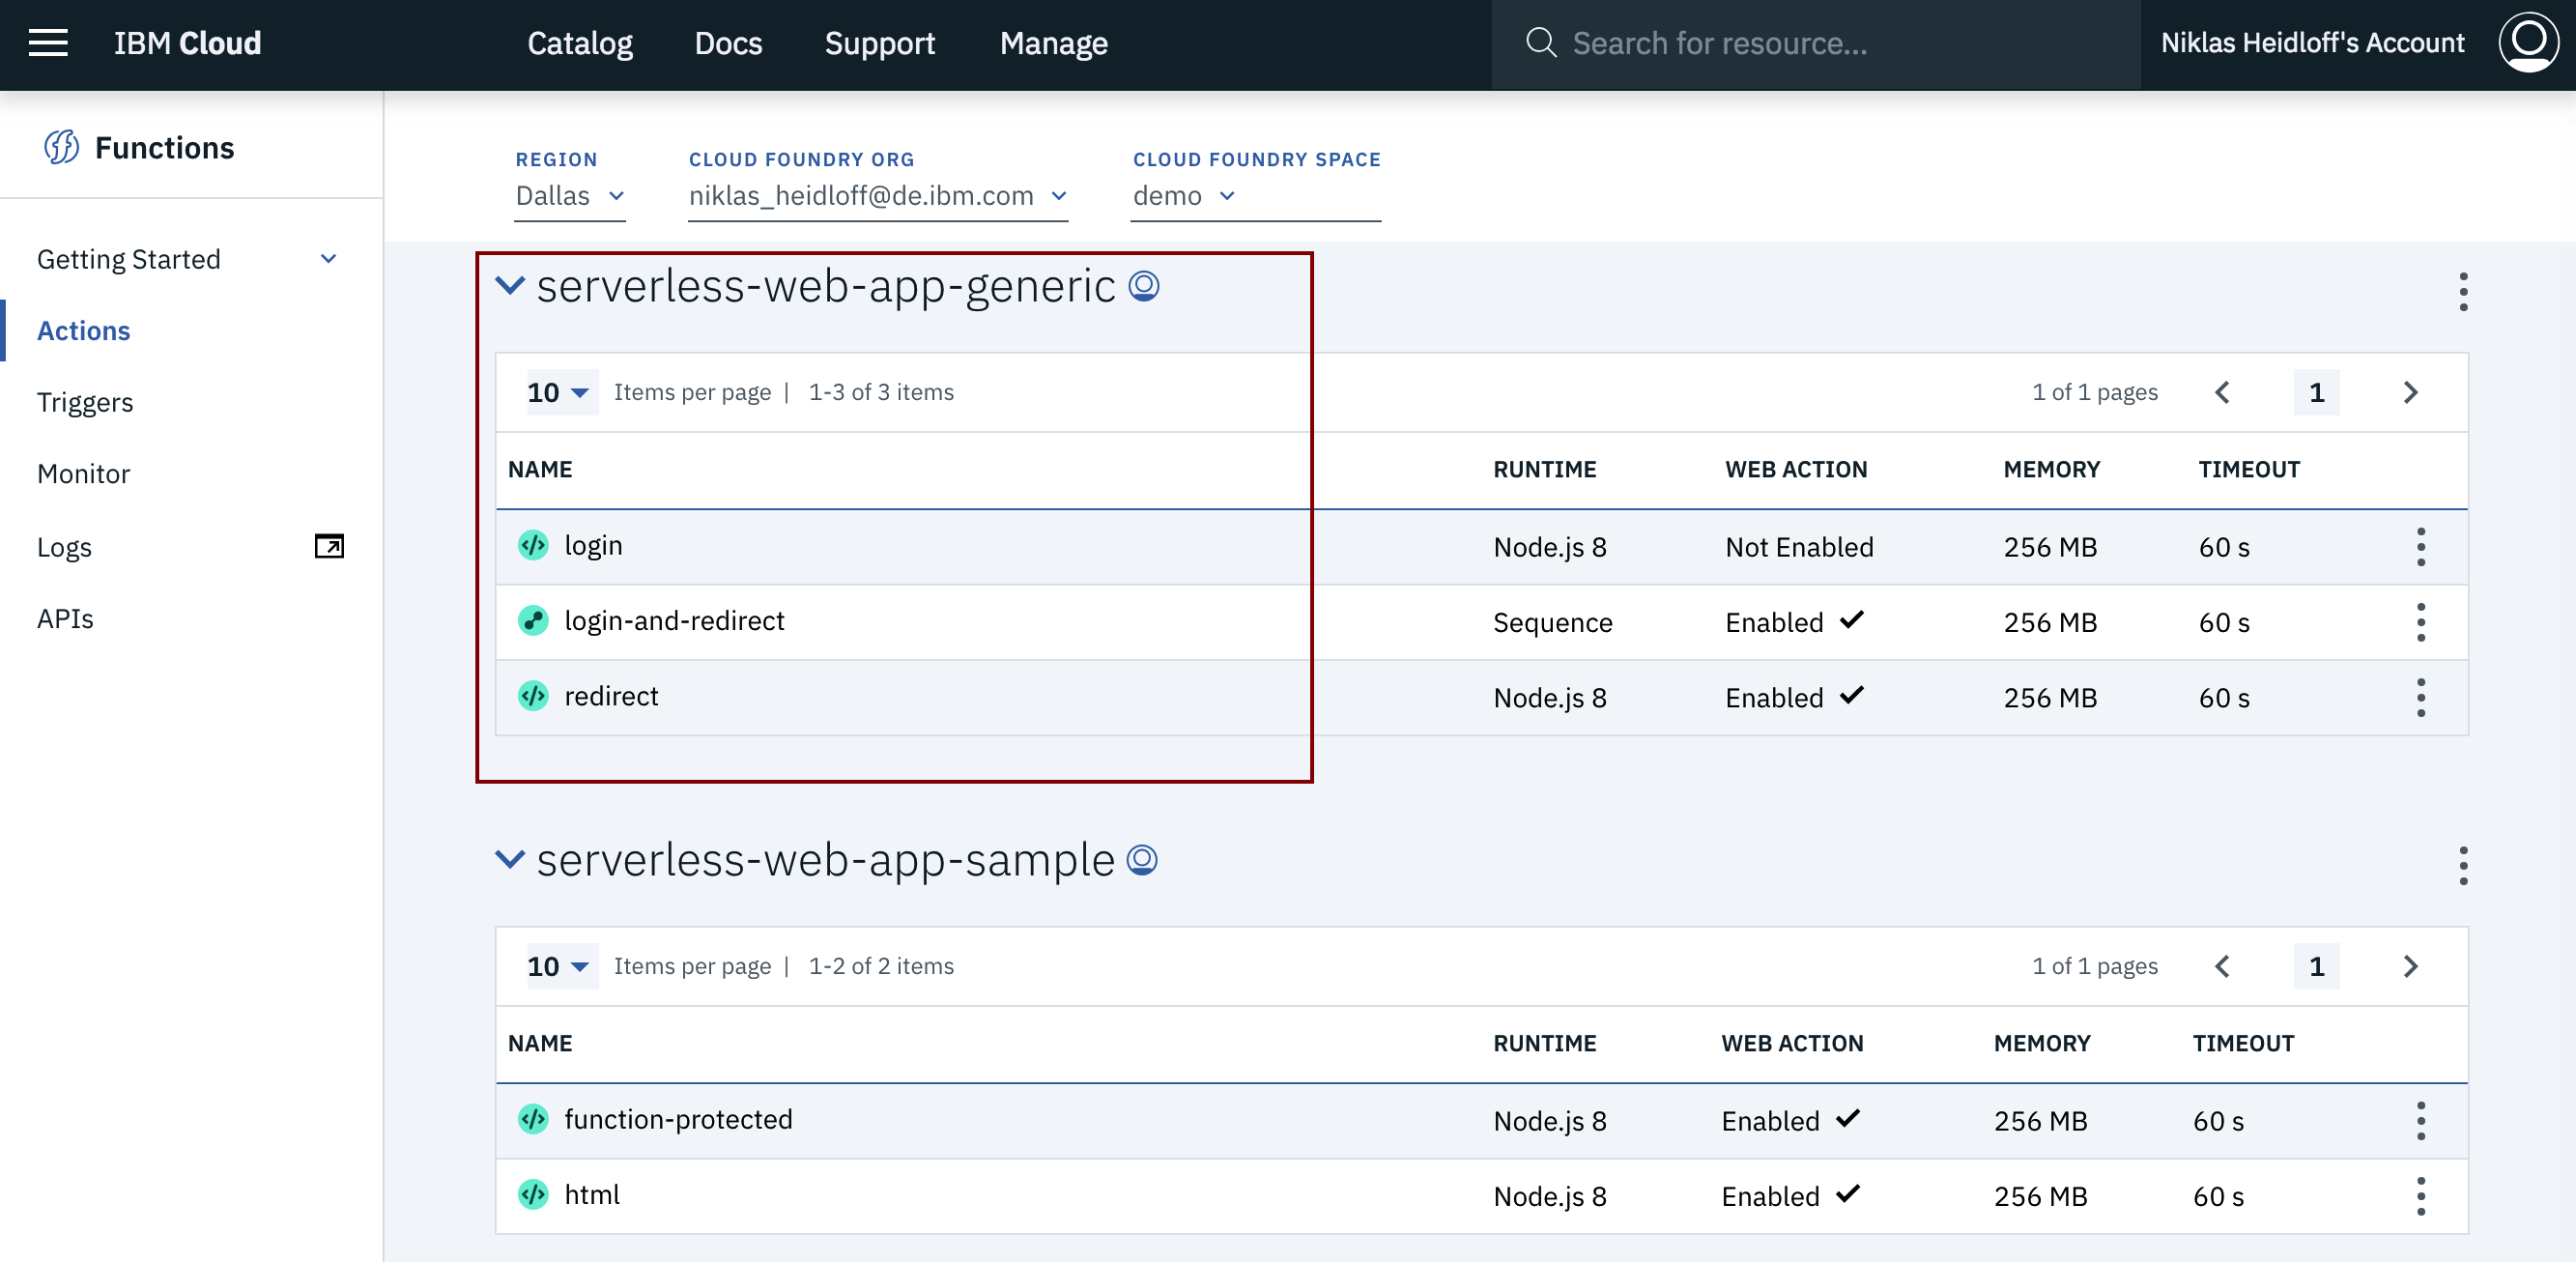 IBM Cloud Catalog Docs Support Manage Search for resource... Niklas Heidloff's Account
Functions
Getting Started
Actions
Triggers
Monitor
Logs
APIs
REGION CLOUD FOUNDRY ORG CLOUD FOUNDRY SPACE
Dallas niklas_heidloff@de.ibm.com demo
serverless-web-app-generic
10 Items per page | 1-3 of 3 items 1 of 1 pages 1
NAME RUNTIME WEB ACTION MEMORY TIMEOUT
login Node.js 8 Not Enabled 256 MB 60 s
login-and-redirect Sequence Enabled 256 MB 60 s
redirect Node.js 8 Enabled 256 MB 60 s
serverless-web-app-sample
10 Items per page | 1-2 of 2 items 1 of 1 pages 1
NAME RUNTIME WEB ACTION MEMORY TIMEOUT
function-protected Node.js 8 Enabled 256 MB 60 s
html Node.js 8 Enabled 256 MB 60 s